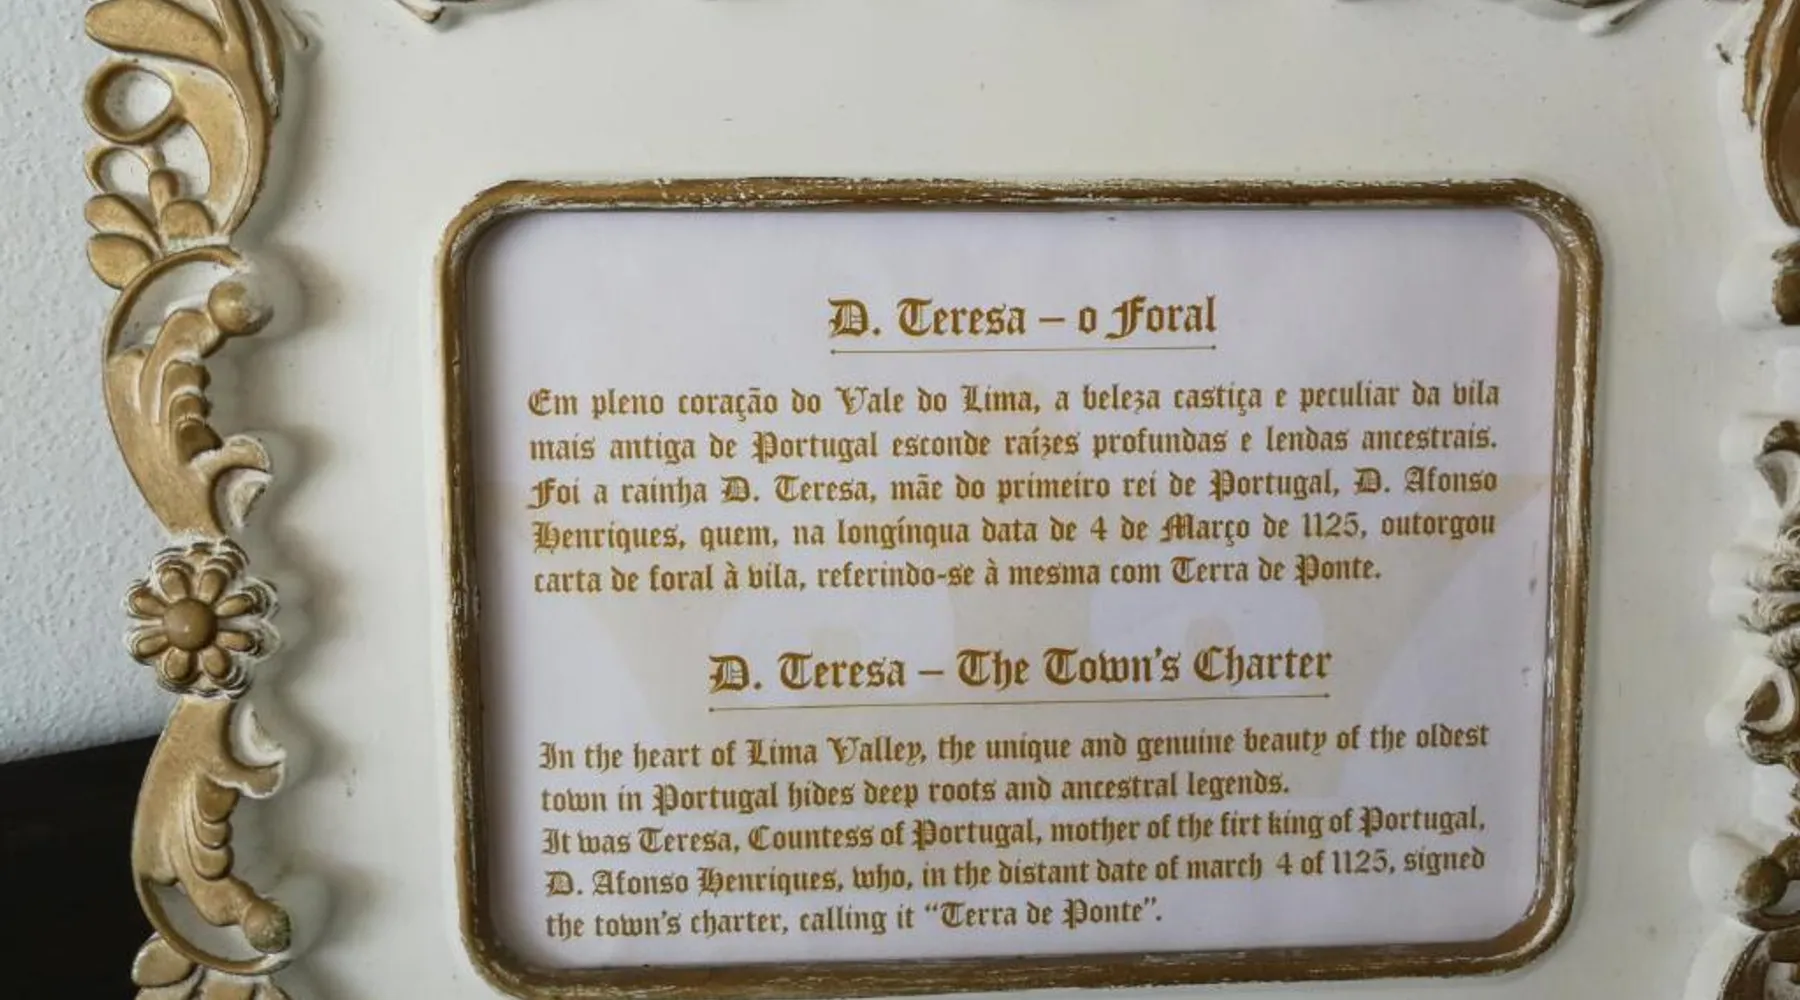 D. Teresa – o Foral
Em pleno coração do Vale do Lima, a beleza castiça e peculiar da vila
mais antiga de Portugal esconde raízes profundas e lendas ancestrais.
Foi a rainha D. Teresa, mãe do primeiro rei de Portugal, D. Afonso
Henriques, quem, na longínqua data de 4 de Março de 1125, outorgou
carta de foral à vila, referindo-se à mesma com Terra de Ponte.
D. Teresa – The Town's Charter
In the heart of Lima Valley, the unique and genuine beauty of the oldest
town in Portugal hides deep roots and ancestral legends.
It was Teresa, Countess of Portugal, mother of the firt king of Portugal,
D. Afonso Henriques, who, in the distant date of march 4 of 1125, signed
the town's charter, calling it “Terra de Ponte”.